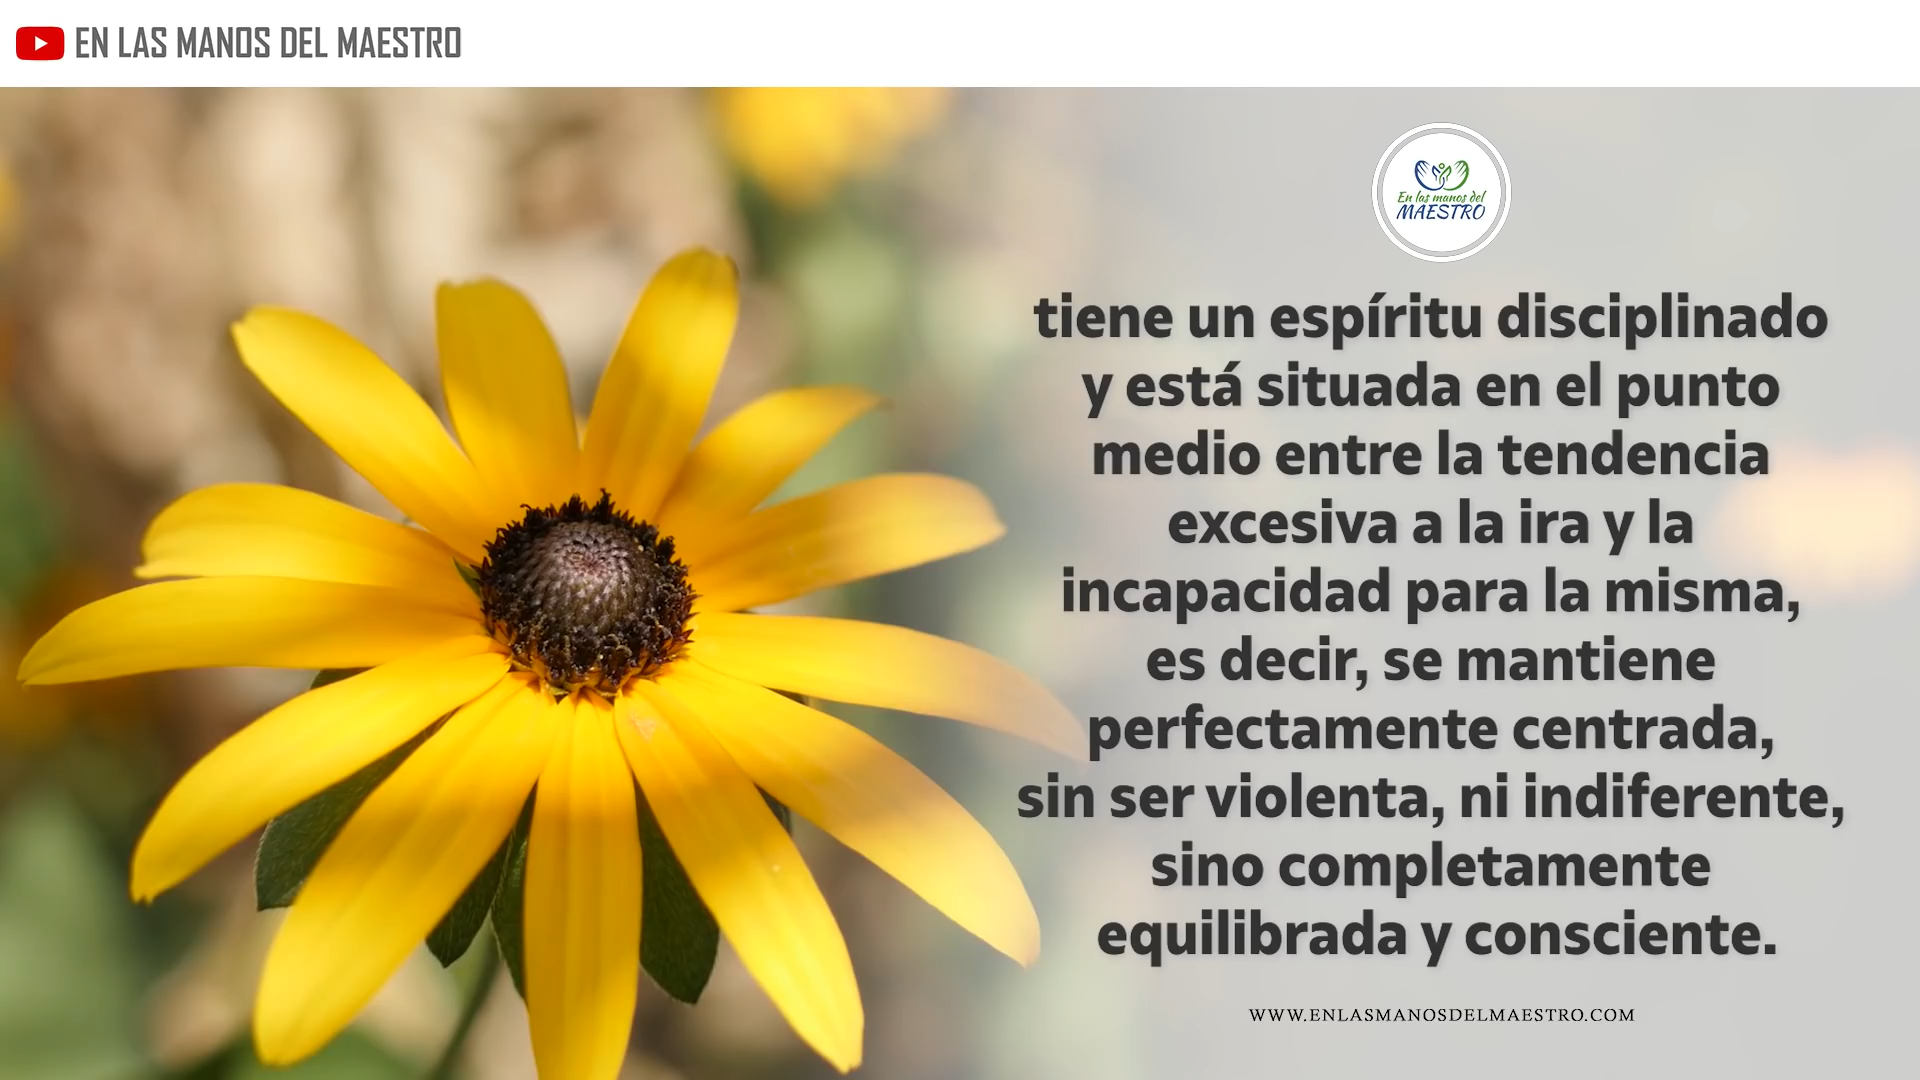 EN LAS MANOS DEL MAESTRO
En las manos del
MAESTRO
tiene un espíritu disciplinado
y está situada en el punto
medio entre la tendencia
excesiva a la ira y la
incapacidad para la misma,
es decir, se mantiene
perfectamente centrada,
sin ser violenta, ni indiferente,
sino completamente
equilibrada y consciente.
WWW.ENLASMANOSDELMAESTRO.COM